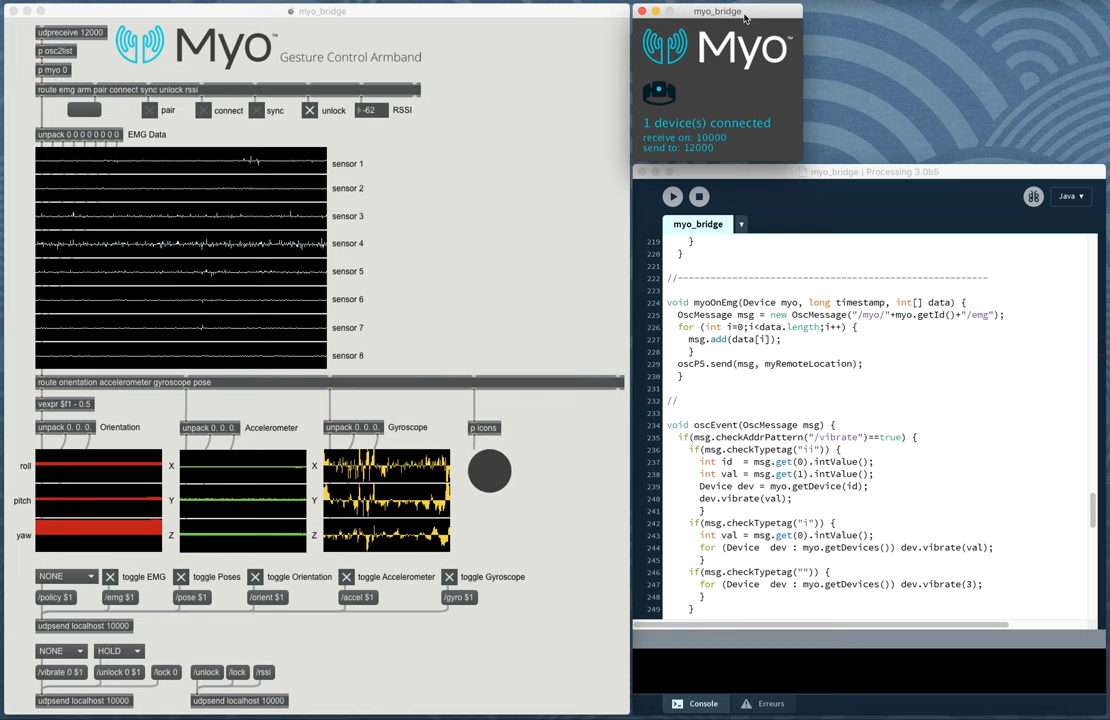 myo_bridge
udpreceive 12000
Myo™
Gesture Control Armband
p osc2list
p myo 0
route emg arm pair connect sync unlock rssi
pair
connect
sync
unlock
-62
RSSI
unpack 0 0 0 0 0 0 0 0
EMG Data
sensor 1
sensor 2
sensor 3
sensor 4
sensor 5
sensor 6
sensor 7
sensor 8
route orientation accelerometer gyroscope pose
vexpr $f1 - 0.5
unpack 0. 0. 0.
Orientation
unpack 0. 0. 0.
Accelerometer
unpack 0. 0. 0.
Gyroscope
p icons
roll
X
X
pitch
Y
Y
yaw
Z
Z
NONE
toggle EMG
toggle Poses
toggle Orientation
toggle Accelerometer
toggle Gyroscope
/policy $1
/emg $1
/pose $1
/orient $1
/accel $1
/gyro $1
udpsend localhost 10000
NONE
HOLD
/vibrate 0 $1
/unlock 0 $1
/lock 0
/unlock
/lock
/rssi
udpsend localhost 10000
udpsend localhost 10000
myo_bridge
Myo™
1 device(s) connected
receive on: 10000
send to: 12000
myo_bridge | Processing 3.0b5
Java ▾
myo_bridge
219 }
220 }
221
222 //----------------------------------------------------------
223
224 void myoOnEmg(Device myo, long timestamp, int[] data) {
225 OscMessage msg = new OscMessage("/myo/"+myo.getId()+"/emg");
226 for (int i=0;i<data.length;i++) {
227 msg.add(data[i]);
228 }
229 oscP5.send(msg, myRemoteLocation);
230 }
231
232 //
233
234 void oscEvent(OscMessage msg) {
235 if(msg.checkAddrPattern("/vibrate")==true) {
236 if(msg.checkTypetag("ii")) {
237 int id = msg.get(0).intValue();
238 int val = msg.get(1).intValue();
239 Device dev = myo.getDevice(id);
240 dev.vibrate(val);
241 }
242 if(msg.checkTypetag("i")) {
243 int val = msg.get(0).intValue();
244 for (Device dev : myo.getDevices()) dev.vibrate(val);
245 }
246 if(msg.checkTypetag("")) {
247 for (Device dev : myo.getDevices()) dev.vibrate(3);
248 }
249 }
Console
Erreurs